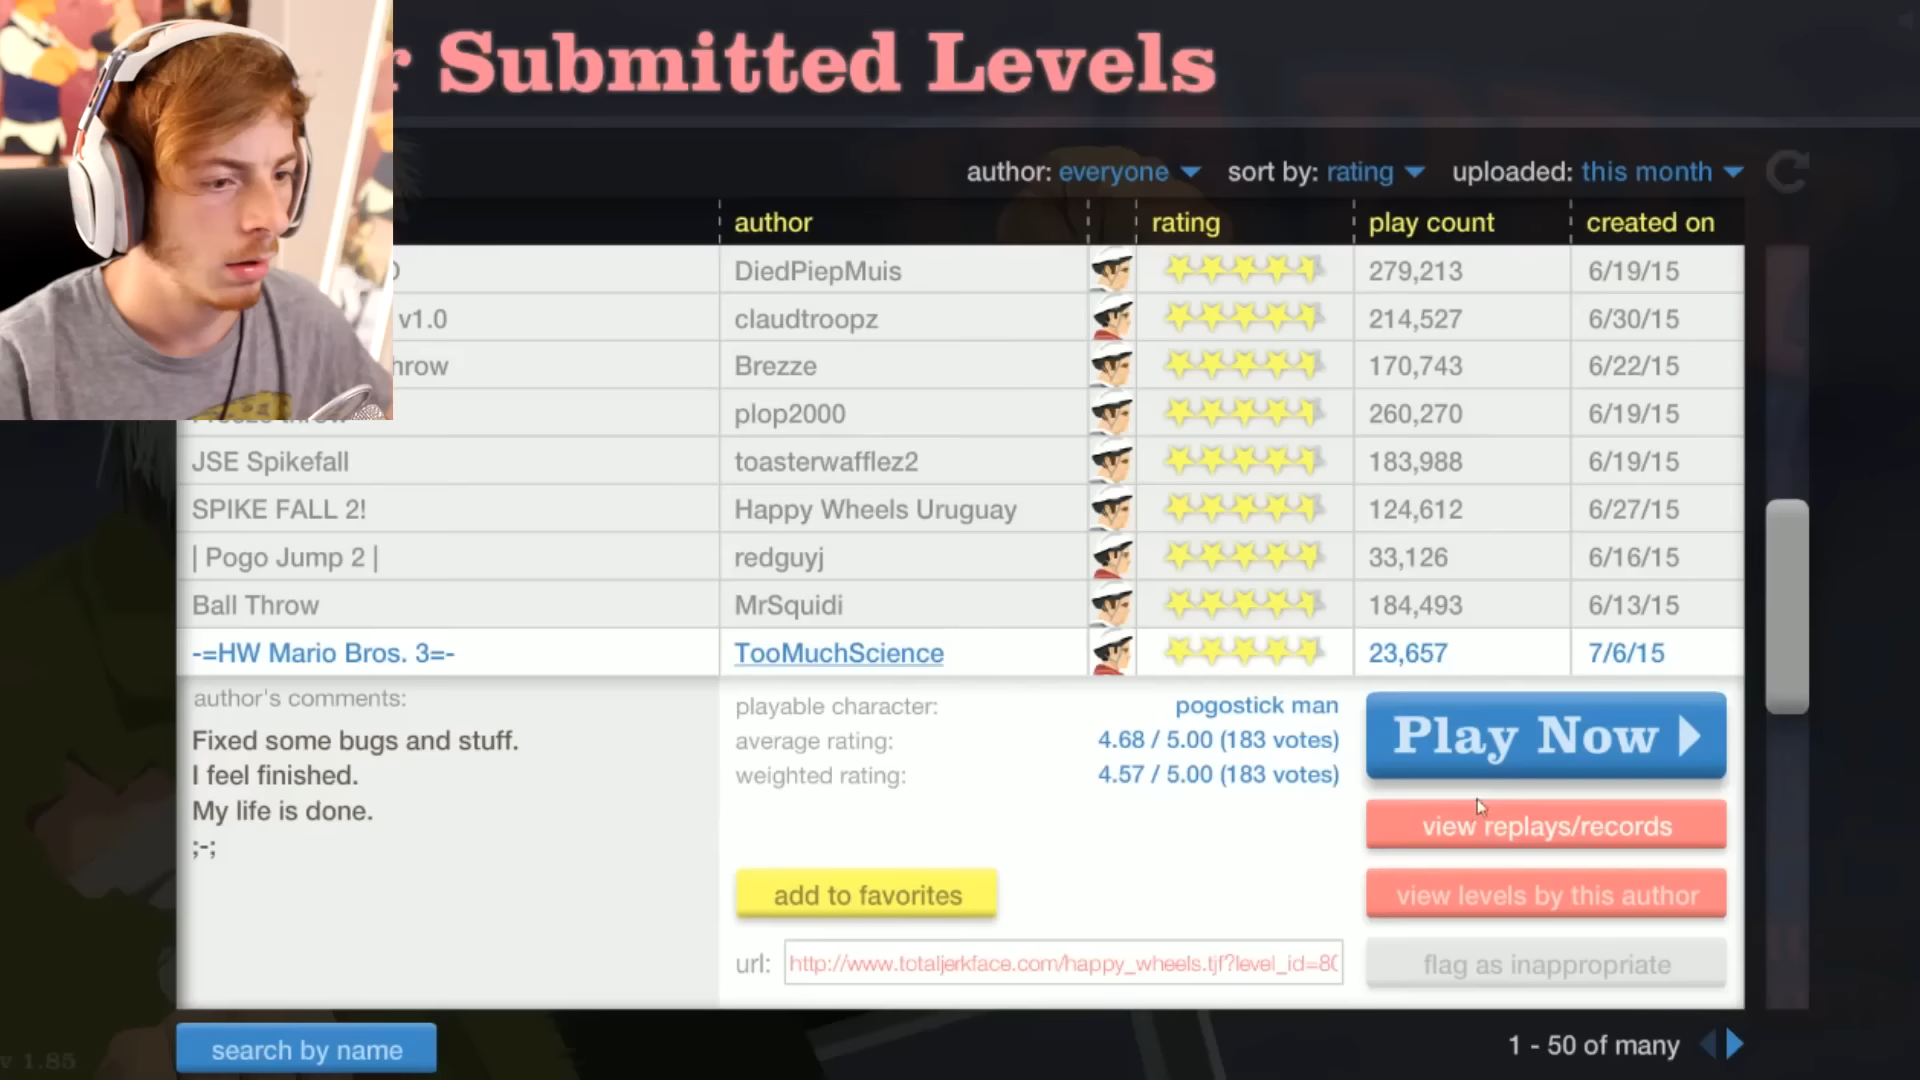 r Submitted Levels
author: everyone sort by: rating uploaded: this month
author rating play count created on
DiedPiepMuis 279,213 6/19/15
v1.0 claudtroopz 214,527 6/30/15
hrow Brezze 170,743 6/22/15
plop2000 260,270 6/19/15
JSE Spikefall toasterwafflez2 183,988 6/19/15
SPIKE FALL 2! Happy Wheels Uruguay 124,612 6/27/15
| Pogo Jump 2 | redguyj 33,126 6/16/15
Ball Throw MrSquidi 184,493 6/13/15
-=HW Mario Bros. 3=- TooMuchScience 23,657 7/6/15
author's comments:
Fixed some bugs and stuff.
I feel finished.
My life is done.
;-;
playable character: pogostick man
average rating: 4.68 / 5.00 (183 votes)
weighted rating: 4.57 / 5.00 (183 votes)
add to favorites
url: http://www.totaljerkface.com/happy_wheels.tjf?level_id=80
Play Now
view replays/records
view levels by this author
flag as inappropriate
search by name
1 - 50 of many
v 1.85